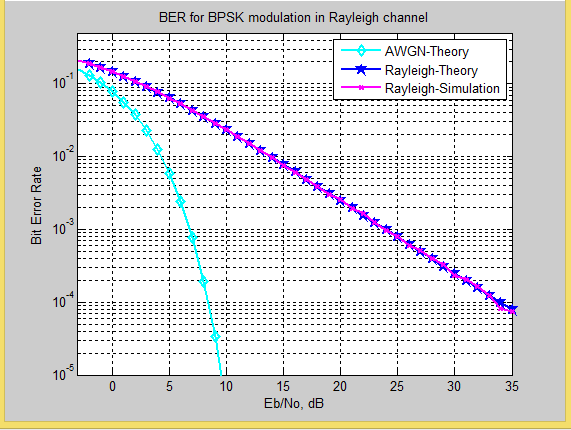 BER for BPSK modulation in Rayleigh channel
AWGN-Theory
Rayleigh-Theory
Rayleigh-Simulation
Bit Error Rate
10^-1
10^-2
10^-3
10^-4
10^-5
0 5 10 15 20 25 30 35
Eb/No, dB